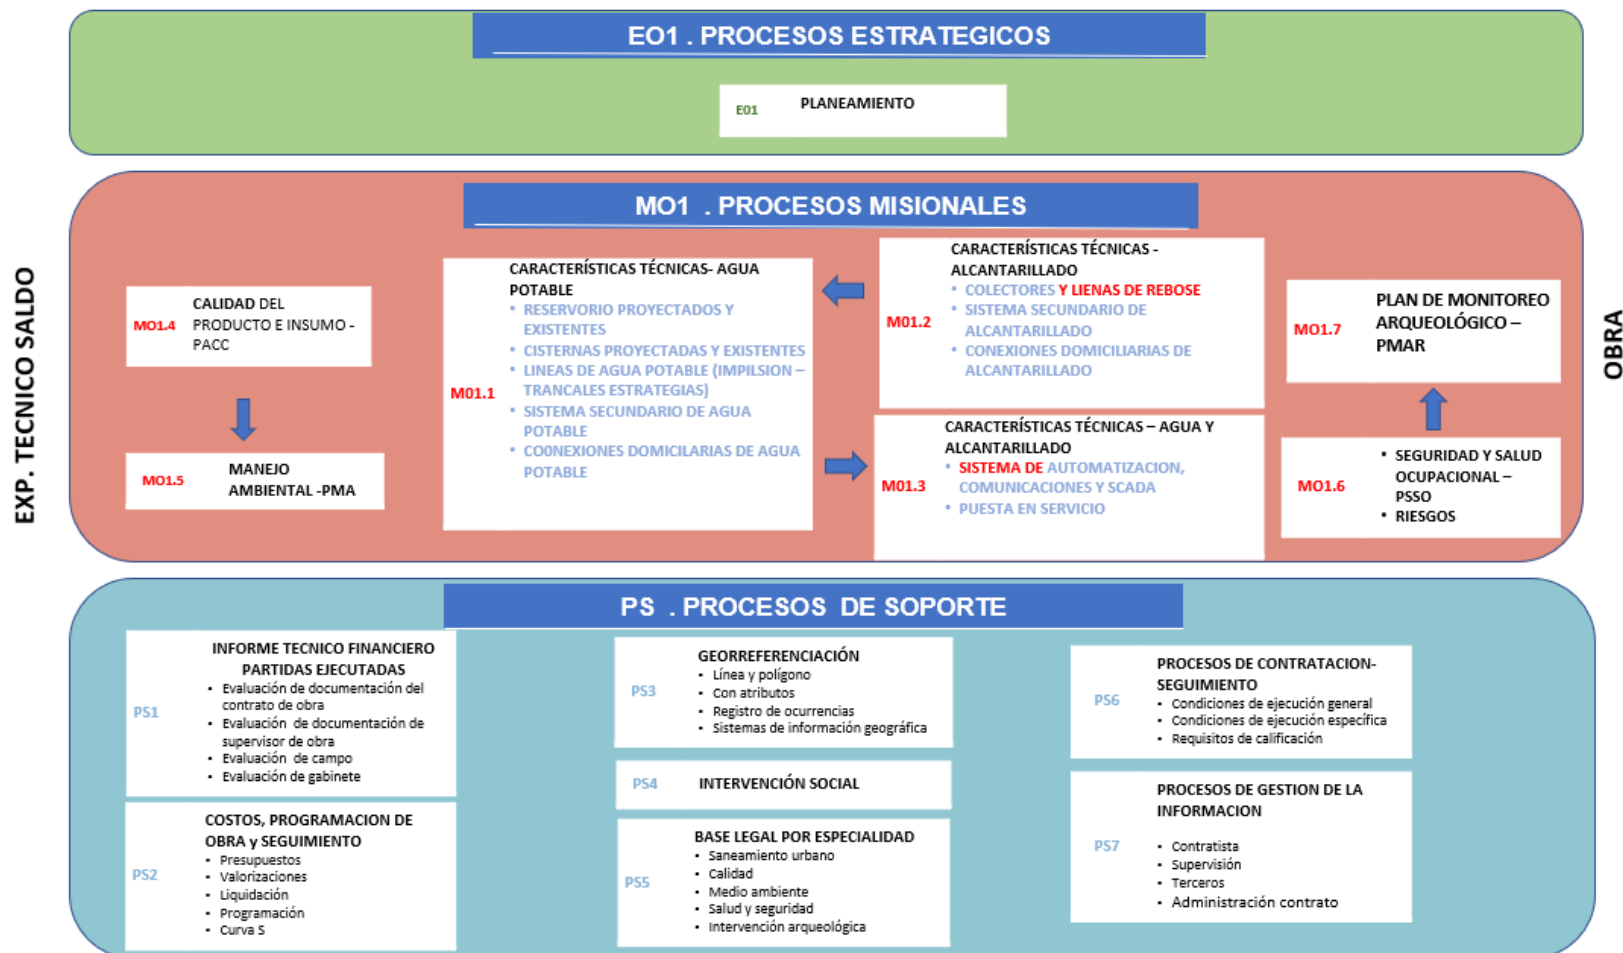 EO1 . PROCESOS ESTRATEGICOS
E01 PLANEAMIENTO
MO1 . PROCESOS MISIONALES
EXP. TECNICO SALDO
MO1.4
CALIDAD DEL
PRODUCTO E INSUMO -
PACC
MO1.5
MANEJO
AMBIENTAL -PMA
M01.1
CARACTERÍSTICAS TÉCNICAS- AGUA
POTABLE
• RESERVORIO PROYECTADOS Y
EXISTENTES
• CISTERNAS PROYECTADAS Y EXISTENTES
• LINEAS DE AGUA POTABLE (IMPILSION –
TRANCALES ESTRATEGIAS)
• SISTEMA SECUNDARIO DE AGUA
POTABLE
• CO0NEXIONES DOMICILARIAS DE AGUA
POTABLE
M01.2
CARACTERÍSTICAS TÉCNICAS -
ALCANTARILLADO
• COLECTORES Y LIENAS DE REBOSE
• SISTEMA SECUNDARIO DE
ALCANTARILLADO
• CONEXIONES DOMICILIARIAS DE
ALCANTARILLADO
M01.3
CARACTERÍSTICAS TÉCNICAS – AGUA Y
ALCANTARILLADO
• SISTEMA DE AUTOMATIZACION,
COMUNICACIONES Y SCADA
• PUESTA EN SERVICIO
MO1.7
PLAN DE MONITOREO
ARQUEOLÓGICO –
PMAR
MO1.6
• SEGURIDAD Y SALUD
OCUPACIONAL –
PSSO
• RIESGOS
OBRA
PS . PROCESOS DE SOPORTE
PS1
INFORME TECNICO FINANCIERO
PARTIDAS EJECUTADAS
▪ Evaluación de documentación del
contrato de obra
▪ Evaluación de documentación de
supervisor de obra
▪ Evaluación de campo
▪ Evaluación de gabinete
PS2
COSTOS, PROGRAMACION DE
OBRA y SEGUIMIENTO
▪ Presupuestos
▪ Valorizaciones
▪ Liquidación
▪ Programación
▪ Curva S
PS3
GEORREFERENCIACIÓN
▪ Línea y polígono
▪ Con atributos
▪ Registro de ocurrencias
▪ Sistemas de información geográfica
PS4 INTERVENCIÓN SOCIAL
PS5
BASE LEGAL POR ESPECIALIDAD
▪ Saneamiento urbano
▪ Calidad
▪ Medio ambiente
▪ Salud y seguridad
▪ Intervención arqueológica
PS6
PROCESOS DE CONTRATACION-
SEGUIMIENTO
▪ Condiciones de ejecución general
▪ Condiciones de ejecución específica
▪ Requisitos de calificación
PS7
PROCESOS DE GESTION DE LA
INFORMACION
▪ Contratista
▪ Supervisión
▪ Terceros
▪ Administración contrato